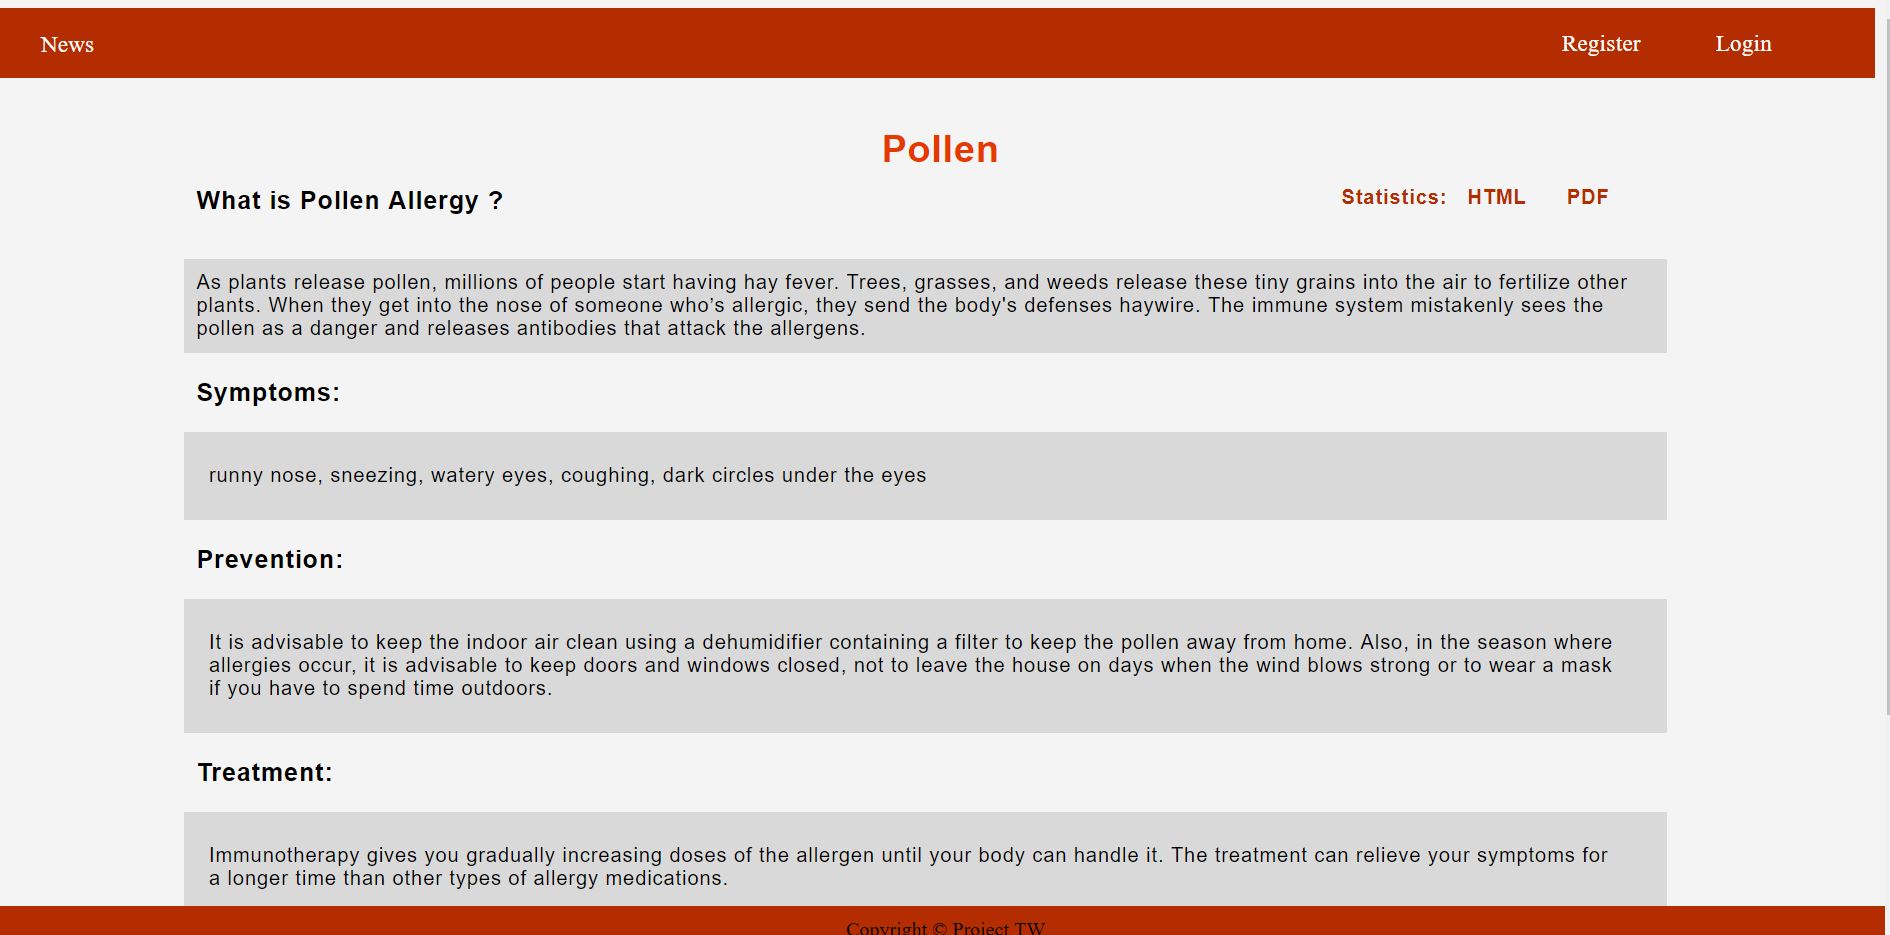 News
Register
Login
Pollen
What is Pollen Allergy ?
Statistics:
HTML
PDF
As plants release pollen, millions of people start having hay fever. Trees, grasses, and weeds release these tiny grains into the air to fertilize other
plants. When they get into the nose of someone who’s allergic, they send the body's defenses haywire. The immune system mistakenly sees the
pollen as a danger and releases antibodies that attack the allergens.
Symptoms:
runny nose, sneezing, watery eyes, coughing, dark circles under the eyes
Prevention:
It is advisable to keep the indoor air clean using a dehumidifier containing a filter to keep the pollen away from home. Also, in the season where
allergies occur, it is advisable to keep doors and windows closed, not to leave the house on days when the wind blows strong or to wear a mask
if you have to spend time outdoors.
Treatment:
Immunotherapy gives you gradually increasing doses of the allergen until your body can handle it. The treatment can relieve your symptoms for
a longer time than other types of allergy medications.
Copyright © Project TW